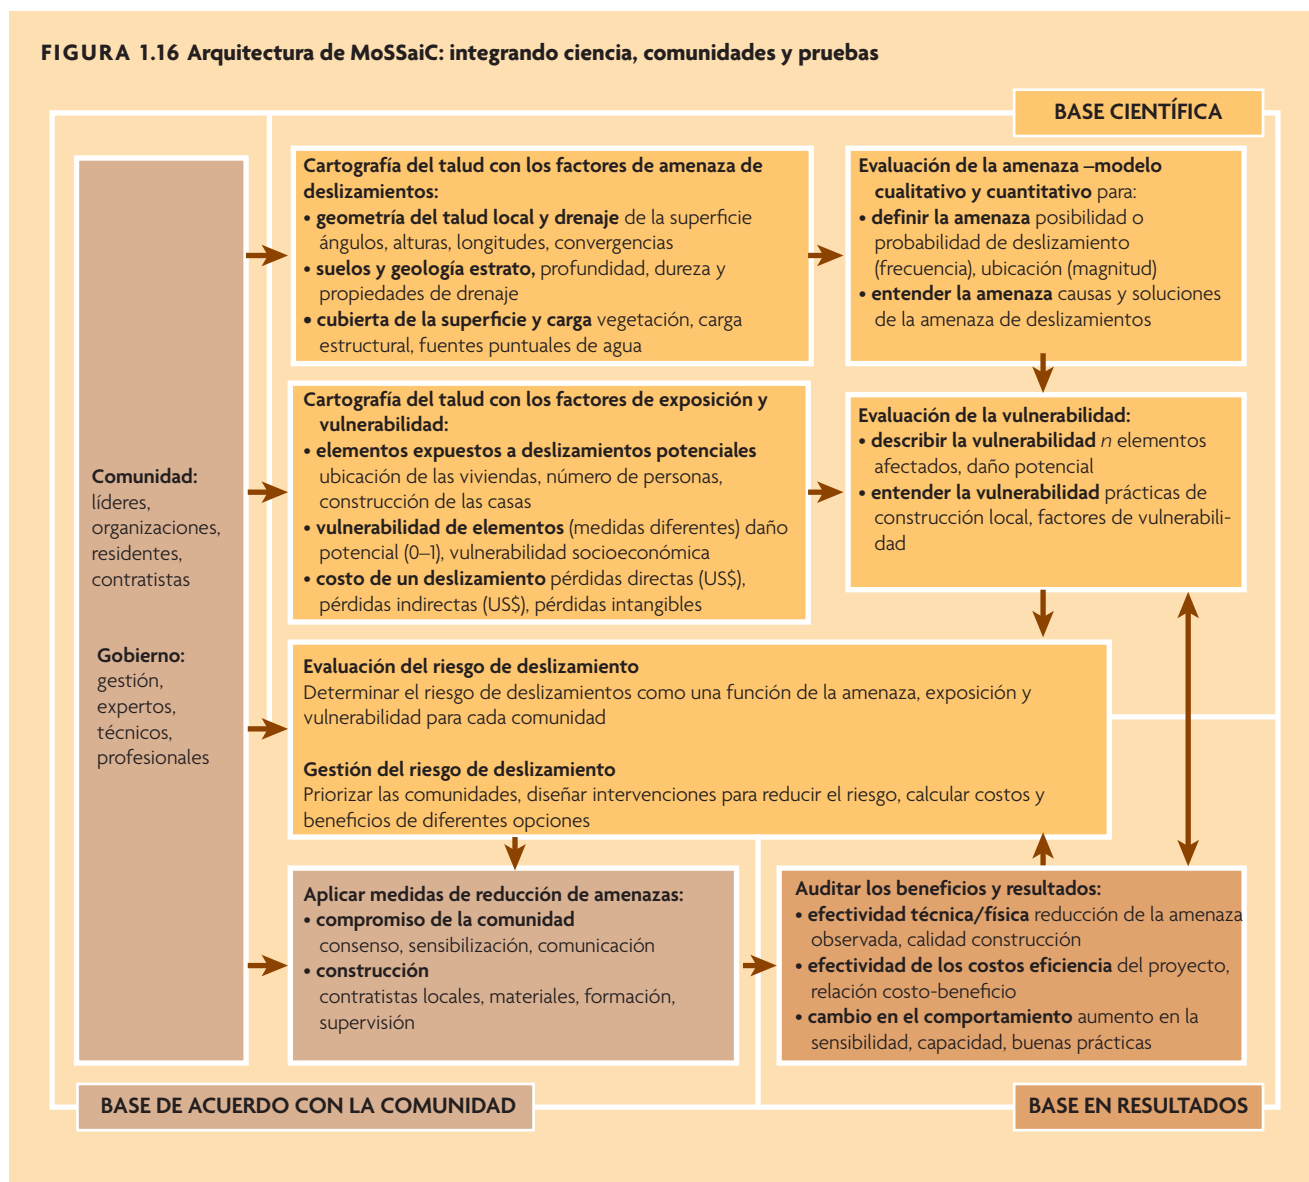 FIGURA 1.16 Arquitectura de MoSSaiC: integrando ciencia, comunidades y pruebas
BASE CIENTÍFICA
Comunidad:
líderes,
organizaciones,
residentes,
contratistas
Gobierno:
gestión,
expertos,
técnicos,
profesionales
Cartografía del talud con los factores de amenaza de
deslizamientos:
• geometría del talud local y drenaje de la superficie
ángulos, alturas, longitudes, convergencias
• suelos y geología estrato, profundidad, dureza y
propiedades de drenaje
• cubierta de la superficie y carga vegetación, carga
estructural, fuentes puntuales de agua
Evaluación de la amenaza –modelo
cualitativo y cuantitativo para:
• definir la amenaza posibilidad o
probabilidad de deslizamiento
(frecuencia), ubicación (magnitud)
• entender la amenaza causas y soluciones
de la amenaza de deslizamientos
Cartografía del talud con los factores de exposición y
vulnerabilidad:
• elementos expuestos a deslizamientos potenciales
ubicación de las viviendas, número de personas,
construcción de las casas
• vulnerabilidad de elementos (medidas diferentes) daño
potencial (0–1), vulnerabilidad socioeconómica
• costo de un deslizamiento pérdidas directas (US$),
pérdidas indirectas (US$), pérdidas intangibles
Evaluación de la vulnerabilidad:
• describir la vulnerabilidad n elementos
afectados, daño potencial
• entender la vulnerabilidad prácticas de
construcción local, factores de vulnerabili-
dad
Evaluación del riesgo de deslizamiento
Determinar el riesgo de deslizamientos como una función de la amenaza, exposición y
vulnerabilidad para cada comunidad
Gestión del riesgo de deslizamiento
Priorizar las comunidades, diseñar intervenciones para reducir el riesgo, calcular costos y
beneficios de diferentes opciones
Aplicar medidas de reducción de amenazas:
• compromiso de la comunidad
consenso, sensibilización, comunicación
• construcción
contratistas locales, materiales, formación,
supervisión
Auditar los beneficios y resultados:
• efectividad técnica/física reducción de la amenaza
observada, calidad construcción
• efectividad de los costos eficiencia del proyecto,
relación costo-beneficio
• cambio en el comportamiento aumento en la
sensibilidad, capacidad, buenas prácticas
BASE DE ACUERDO CON LA COMUNIDAD
BASE EN RESULTADOS